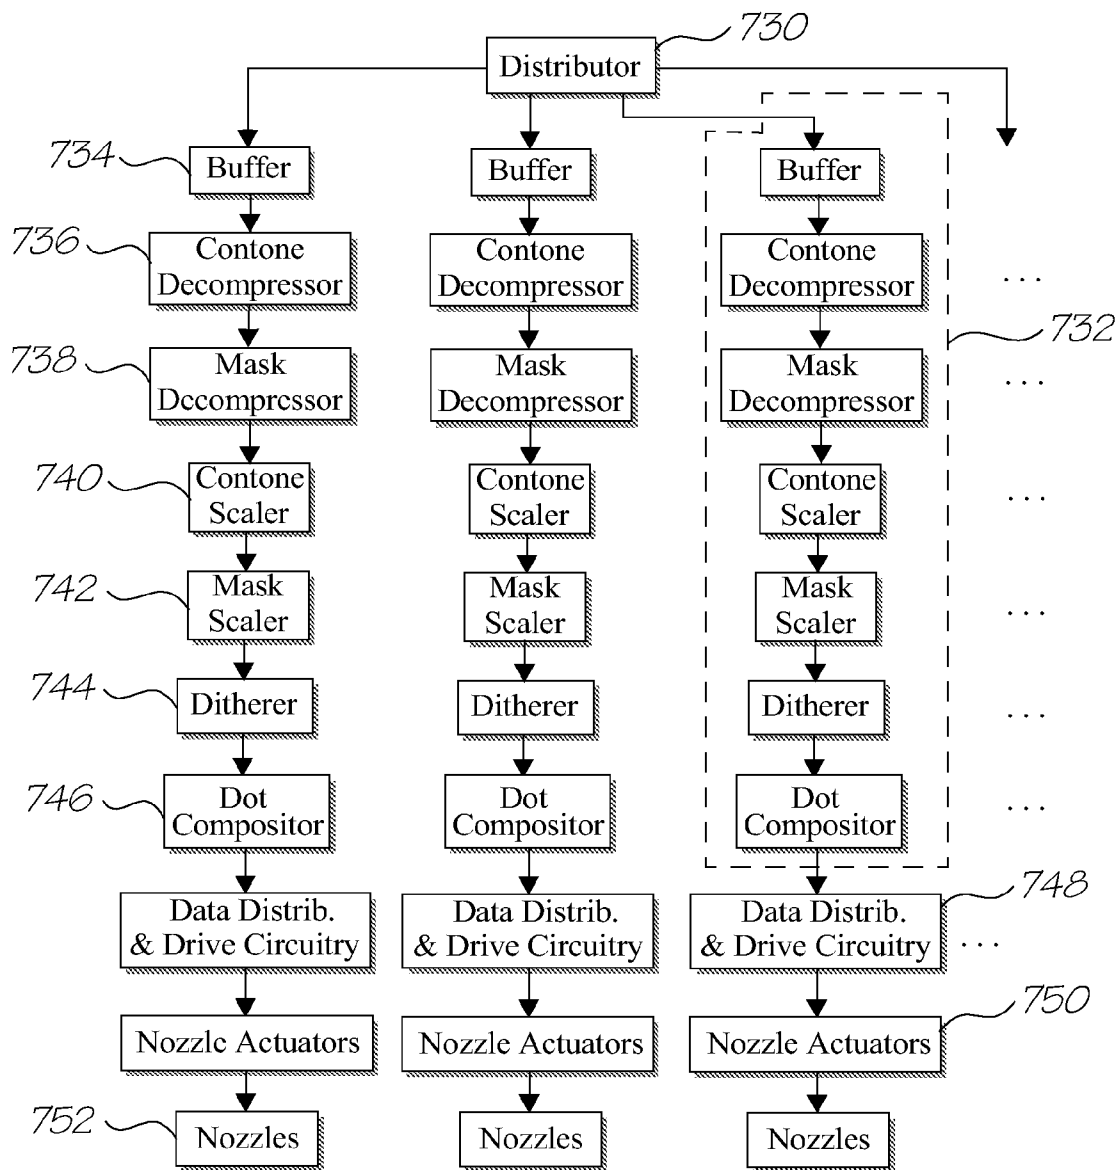 730
Distributor
734
Buffer
Buffer
Buffer
736
Contone
Decompressor
Contone
Decompressor
Contone
Decompressor
...
732
738
Mask
Decompressor
Mask
Decompressor
Mask
Decompressor
...
740
Contone
Scaler
Contone
Scaler
Contone
Scaler
...
742
Mask
Scaler
Mask
Scaler
Mask
Scaler
...
744
Ditherer
Ditherer
Ditherer
...
746
Dot
Compositor
Dot
Compositor
Dot
Compositor
...
748
Data Distrib.
& Drive Circuitry
Data Distrib.
& Drive Circuitry
Data Distrib.
& Drive Circuitry
...
750
Nozzle Actuators
Nozzle Actuators
Nozzle Actuators
752
Nozzles
Nozzles
Nozzles